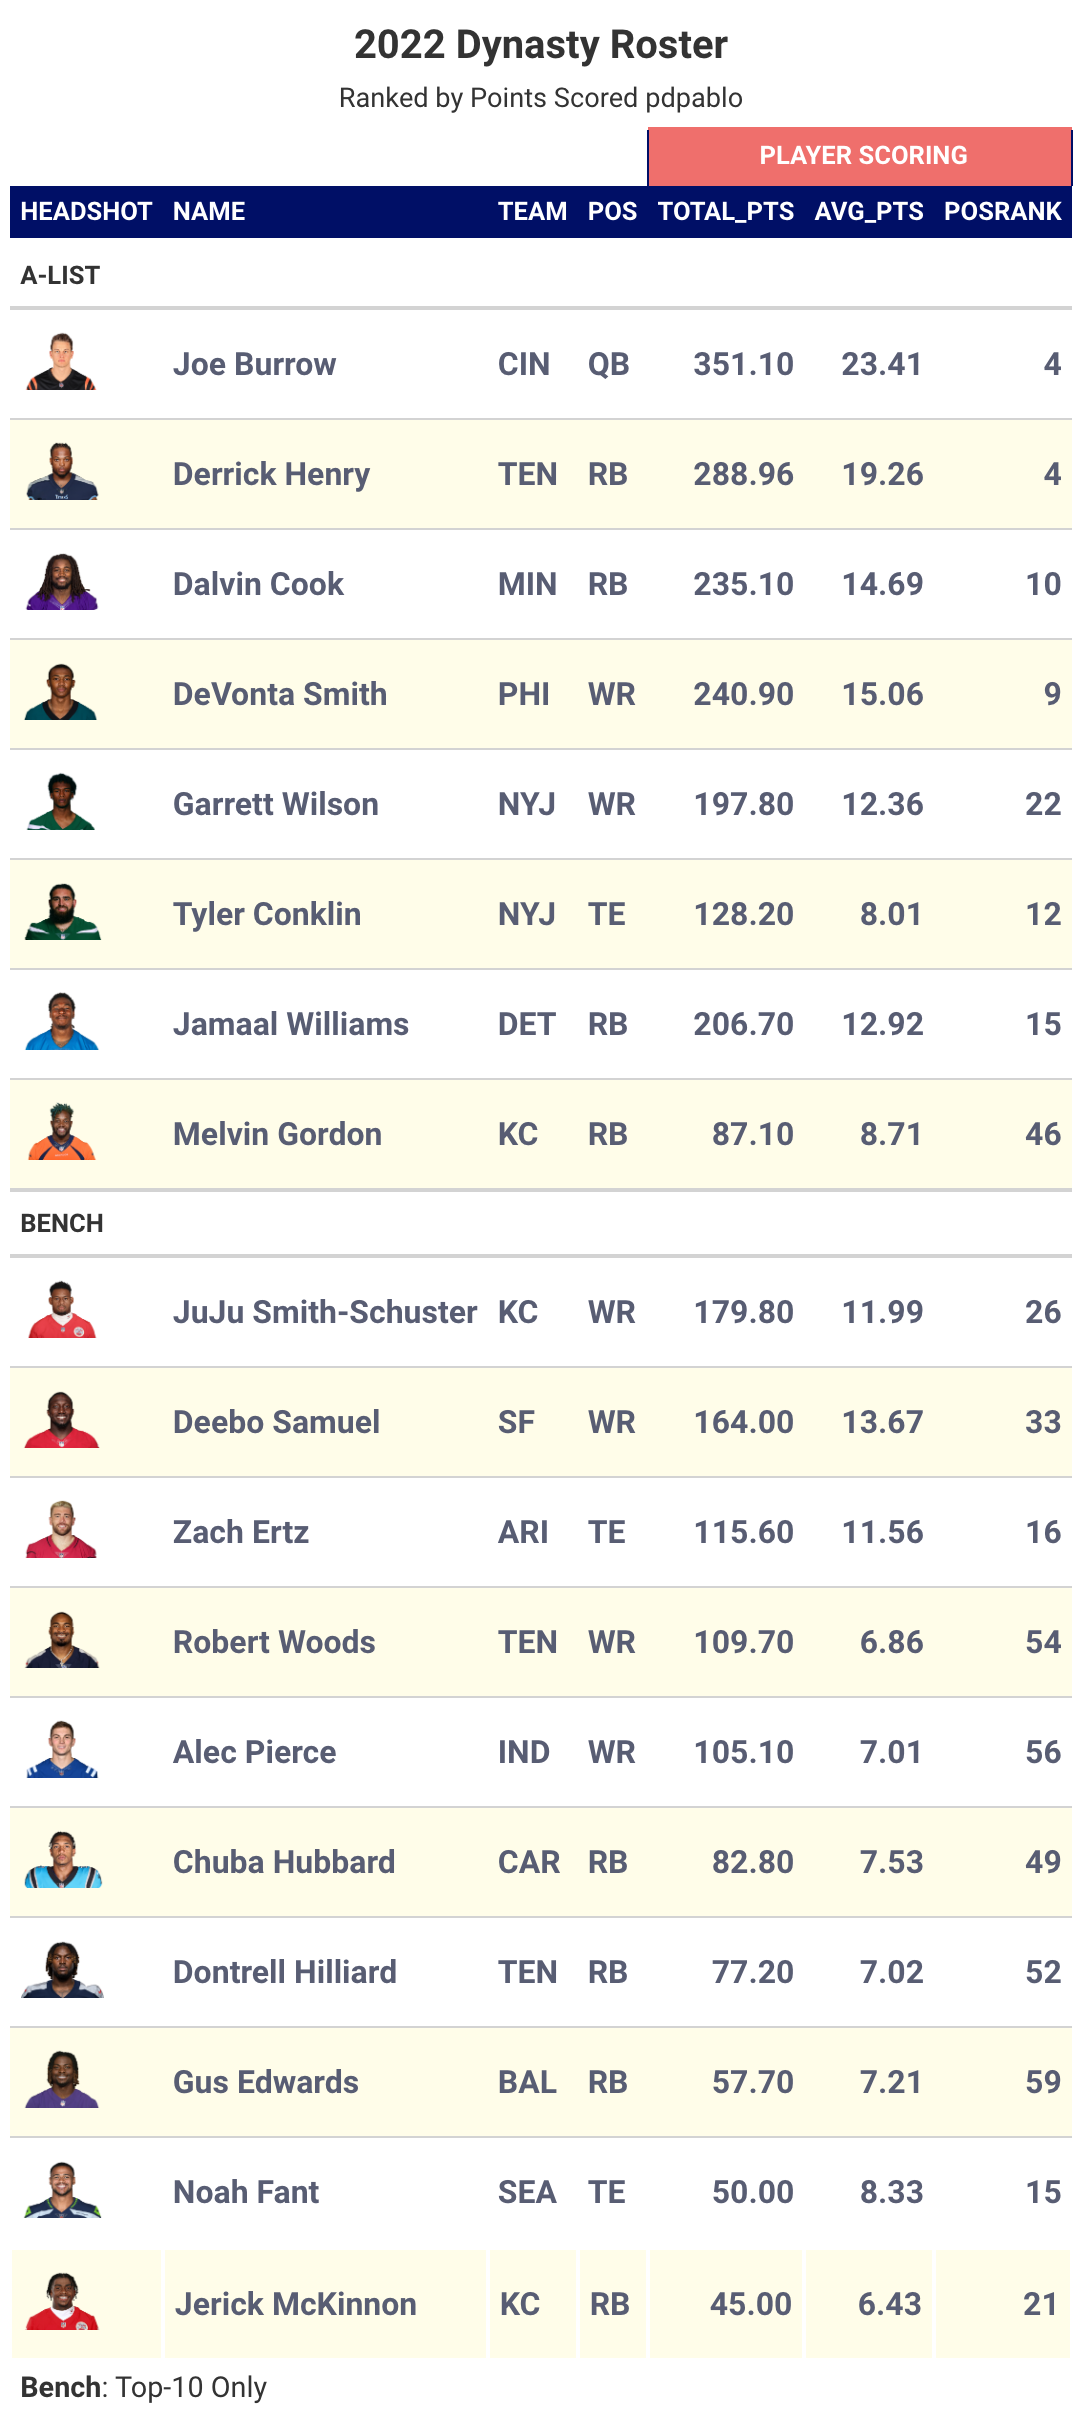 2022 Dynasty Roster
Ranked by Points Scored pdpablo
PLAYER SCORING
HEADSHOT NAME TEAM POS TOTAL_PTS AVG_PTS POSRANK
A-LIST
Joe Burrow CIN QB 351.10 23.41 4
Derrick Henry TEN RB 288.96 19.26 4
Dalvin Cook MIN RB 235.10 14.69 10
DeVonta Smith PHI WR 240.90 15.06 9
Garrett Wilson NYJ WR 197.80 12.36 22
Tyler Conklin NYJ TE 128.20 8.01 12
Jamaal Williams DET RB 206.70 12.92 15
Melvin Gordon KC RB 87.10 8.71 46
BENCH
JuJu Smith-Schuster KC WR 179.80 11.99 26
Deebo Samuel SF WR 164.00 13.67 33
Zach Ertz ARI TE 115.60 11.56 16
Robert Woods TEN WR 109.70 6.86 54
Alec Pierce IND WR 105.10 7.01 56
Chuba Hubbard CAR RB 82.80 7.53 49
Dontrell Hilliard TEN RB 77.20 7.02 52
Gus Edwards BAL RB 57.70 7.21 59
Noah Fant SEA TE 50.00 8.33 15
Jerick McKinnon KC RB 45.00 6.43 21
Bench: Top-10 Only